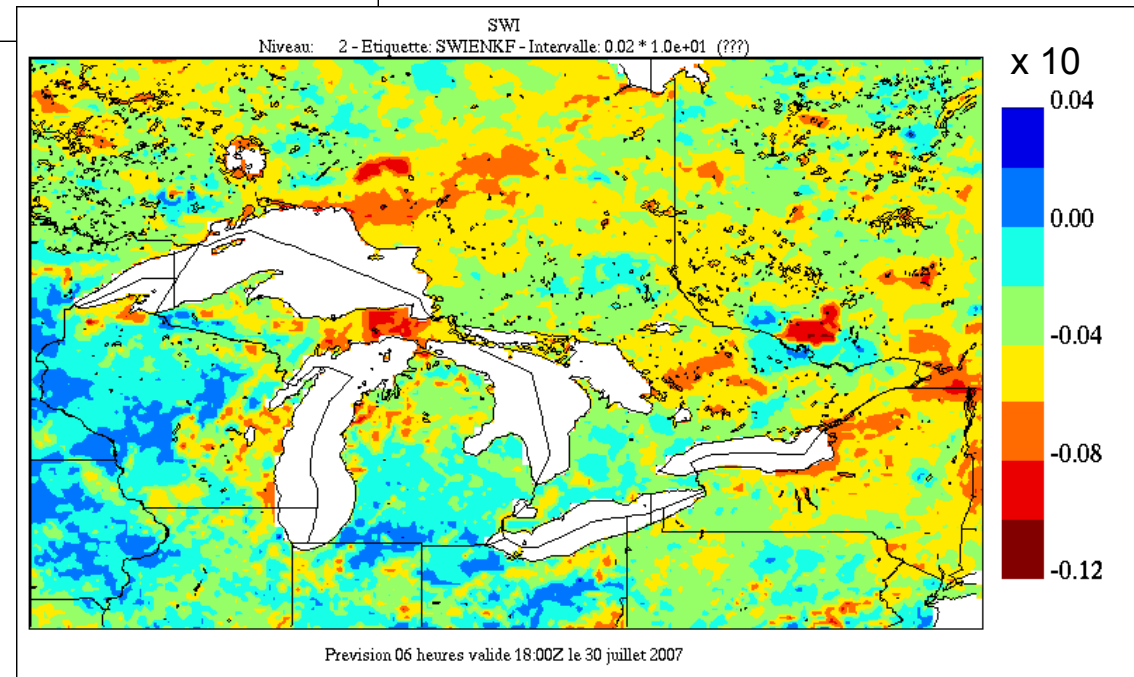 SWI
Niveau: 2 - Etiquette: SWIENKF - Intervalle: 0.02 * 1.0e+01 (???)
x 10
0.04
0.00
-0.04
-0.08
-0.12
Prevision 06 heures valide 18:00Z le 30 juillet 2007